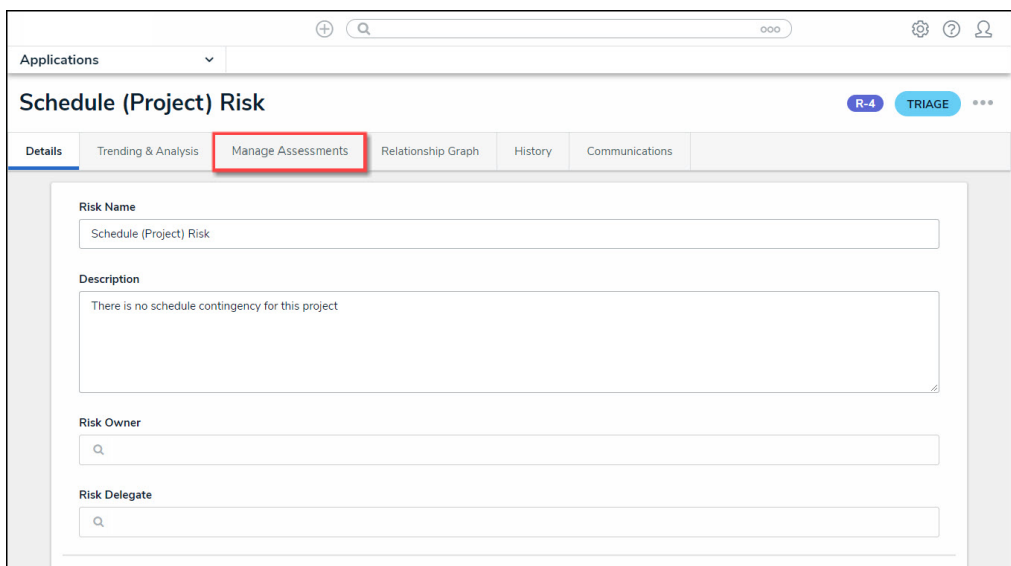 Applications
Schedule (Project) Risk
R-4
TRIAGE
Details
Trending & Analysis
Manage Assessments
Relationship Graph
History
Communications
Risk Name
Schedule (Project) Risk
Description
There is no schedule contingency for this project
Risk Owner
Risk Delegate